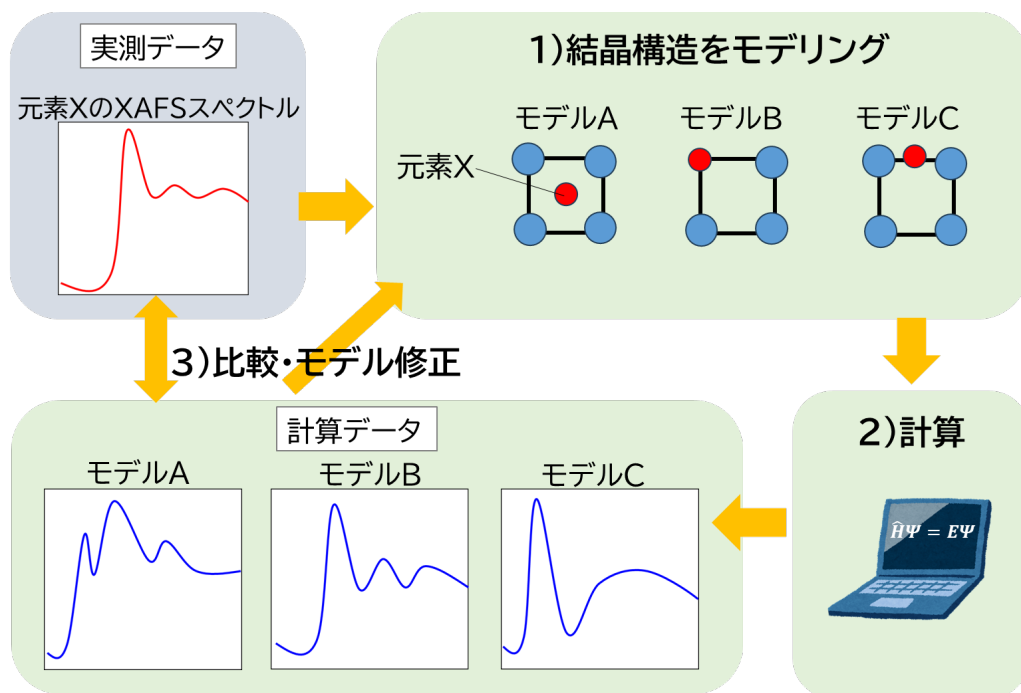 実測データ
元素XのXAFSスペクトル
1)結晶構造をモデリング
モデルA
モデルB
モデルC
元素X
3)比較・モデル修正
計算データ
モデルA
モデルB
モデルC
2)計算
ĤΨ = EΨ